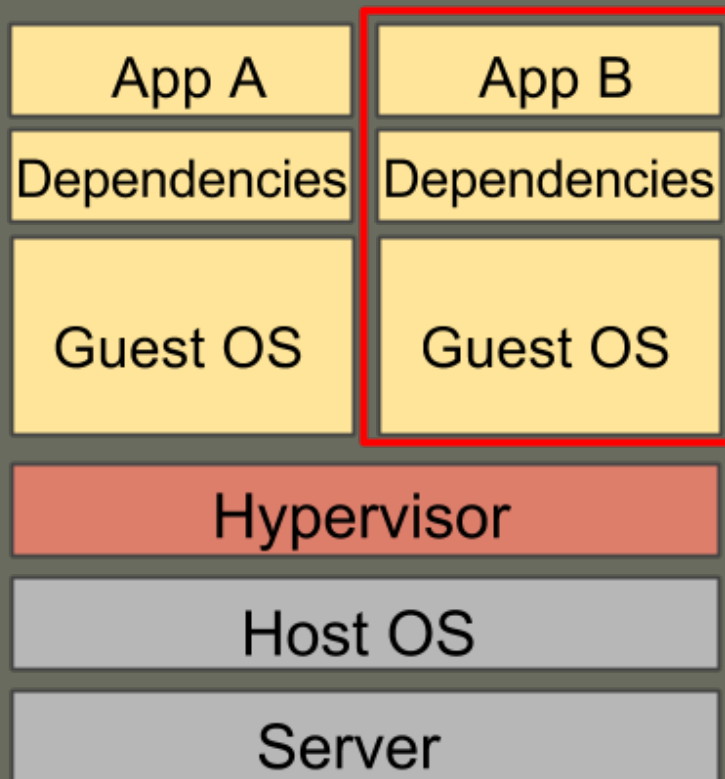 App A
App B
Dependencies
Dependencies
Guest OS
Guest OS
Hypervisor
Host OS
Server